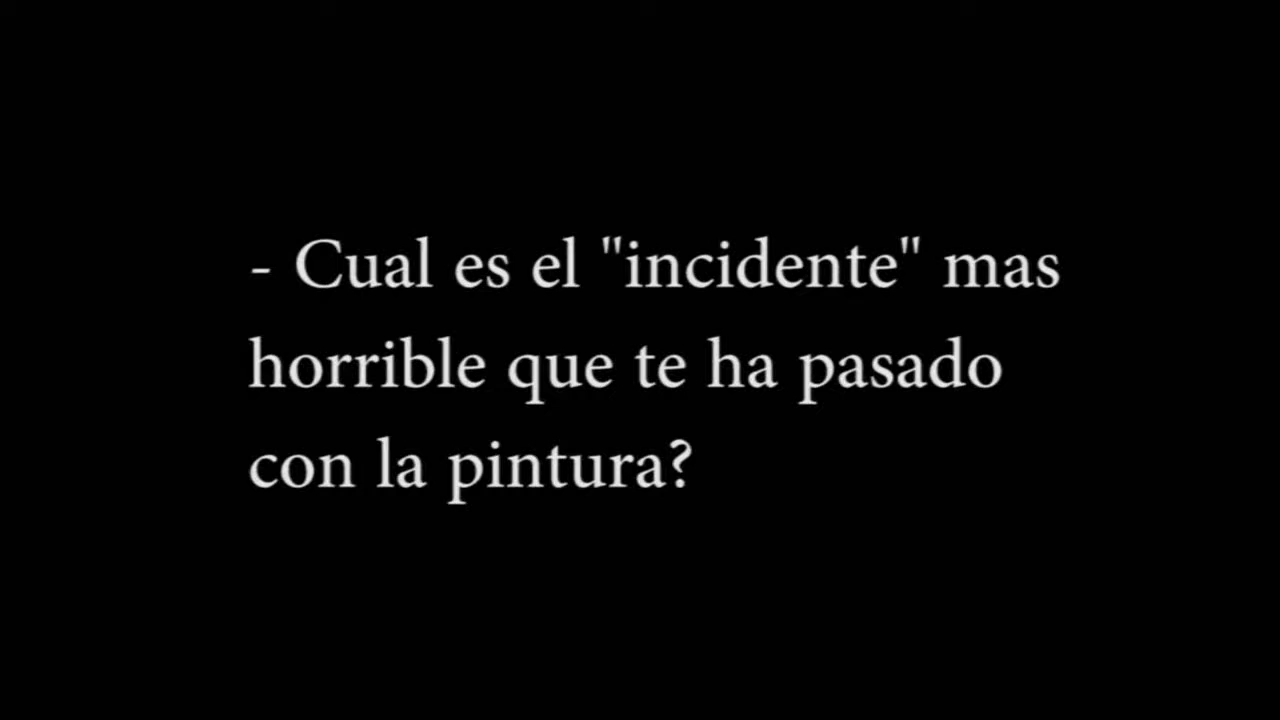 - Cual es el "incidente" mas
horrible que te ha pasado
con la pintura?